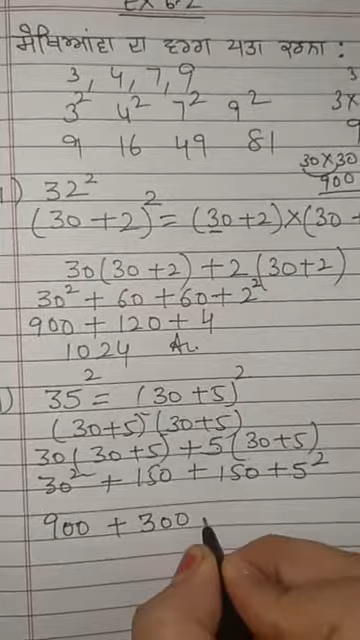 Ex 6.2
ਸੰਖਿਆਵਾਂ ਦਾ ਵਰਗ ਪਤਾ ਕਰਨਾ :
3, 4, 7, 9
3² 4² 7² 9²
9 16 49 81
30×30
900
32²
(30+2)² = (30+2)×(30
30(30+2) + 2(30+2)
30² + 60 + 60 + 2²
900 + 120 + 4
1024 A.
35² = (30+5)²
(30+5) (30+5)
30(30+5) + 5(30+5)
30² + 150 + 150 + 5²
900 + 300